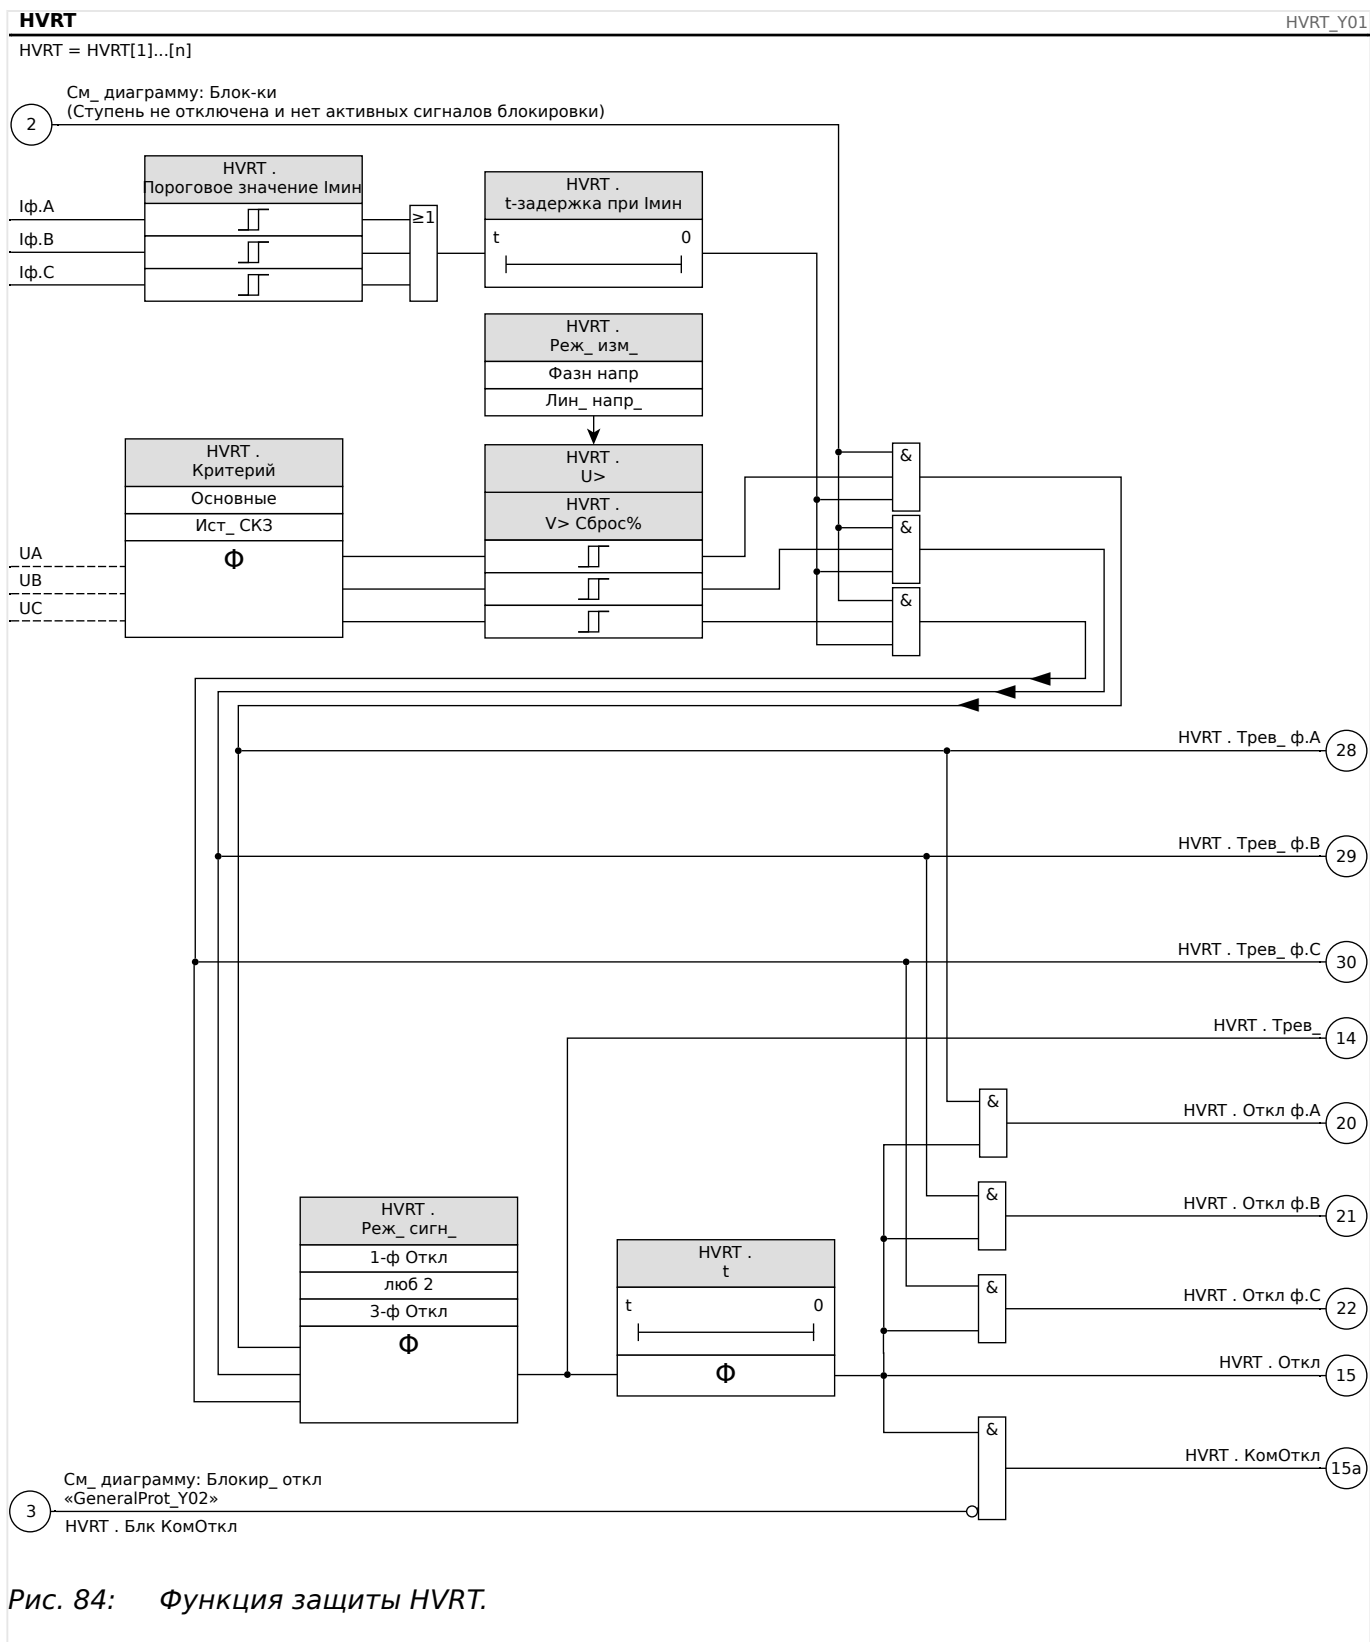 HVRT
HVRT_Y01
HVRT = HVRT[1]...[n]
См_ диаграмму: Блок-ки
(Ступень не отключена и нет активных сигналов блокировки)
2
HVRT .
Пороговое значение Iмин
HVRT .
t-задержка при Iмин
Iф.A
Iф.B
Iф.C
≥1
t
0
HVRT .
Реж_ изм_
Фазн напр
Лин_ напр_
HVRT .
Критерий
Основные
Ист_ СКЗ
Φ
HVRT .
U>
HVRT .
V> Сброс%
&
&
&
UA
UB
UC
HVRT . Трев_ ф.A
28
HVRT . Трев_ ф.B
29
HVRT . Трев_ ф.C
30
HVRT . Трев_
14
&
HVRT . Откл ф.A
20
&
HVRT . Откл ф.B
21
HVRT .
Реж_ сигн_
1-ф Откл
люб 2
3-ф Откл
Φ
HVRT .
t
t
0
Φ
&
HVRT . Откл ф.C
22
HVRT . Откл
15
&
HVRT . КомОткл
15a
См_ диаграмму: Блокир_ откл
«GeneralProt_Y02»
3
HVRT . Блк КомОткл
Рис. 84: Функция защиты HVRT.